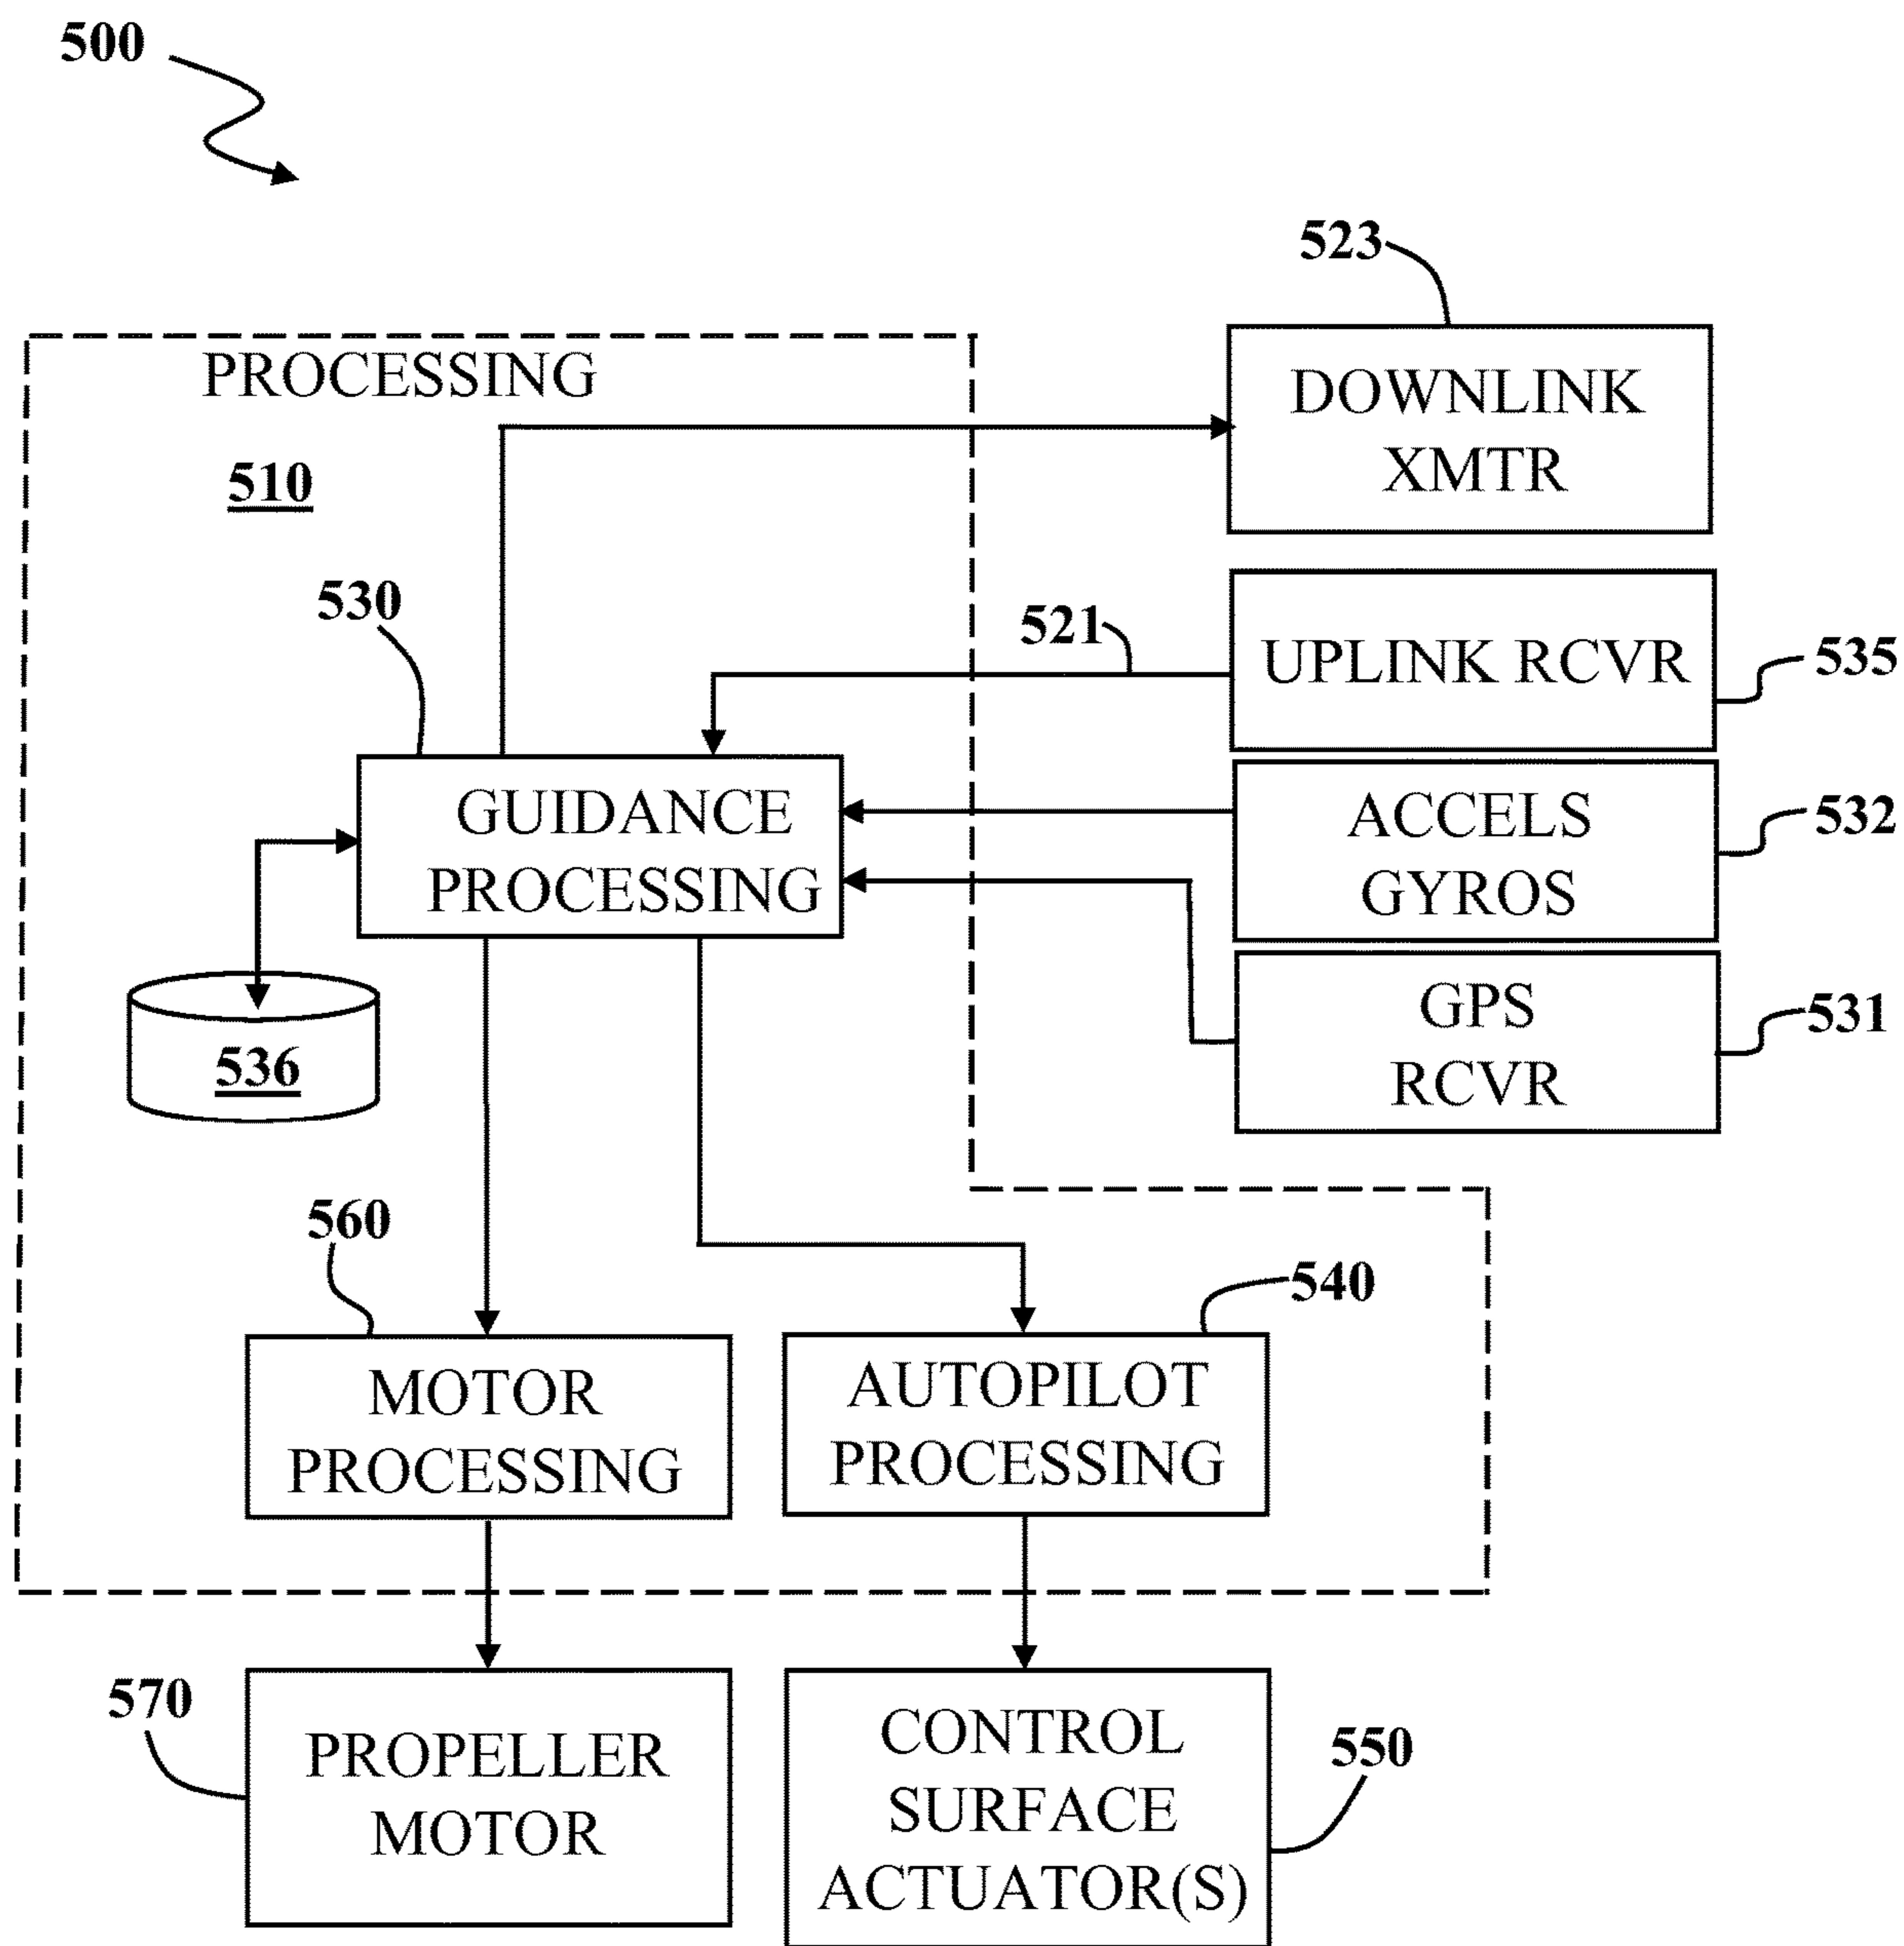 500
523
PROCESSING
DOWNLINK
XMTR
510
530
521
UPLINK RCVR
535
GUIDANCE
PROCESSING
ACCELS
GYROS
532
536
GPS
RCVR
531
560
540
MOTOR
PROCESSING
AUTOPILOT
PROCESSING
570
PROPELLER
MOTOR
CONTROL
SURFACE
ACTUATOR(S)
550